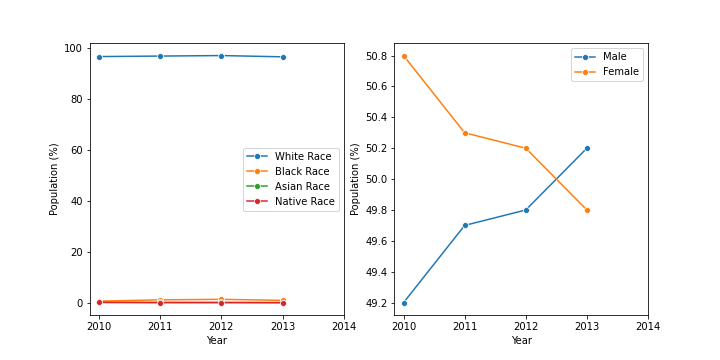 100
80
60
40
20
0
Population (%)
2010 2011 2012 2013 2014
Year
White Race
Black Race
Asian Race
Native Race
50.8
50.6
50.4
50.2
50.0
49.8
49.6
49.4
49.2
Population (%)
2010 2011 2012 2013 2014
Year
Male
Female